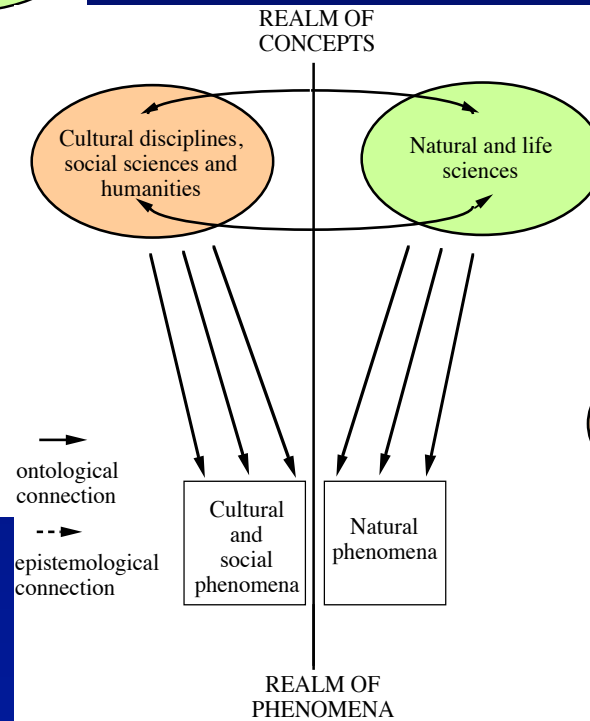 REALM OF
CONCEPTS
Cultural disciplines,
social sciences and
humanities
Natural and life
sciences
ontological
connection
epistemological
connection
Cultural
and
social
phenomena
Natural
phenomena
REALM OF
PHENOMENA